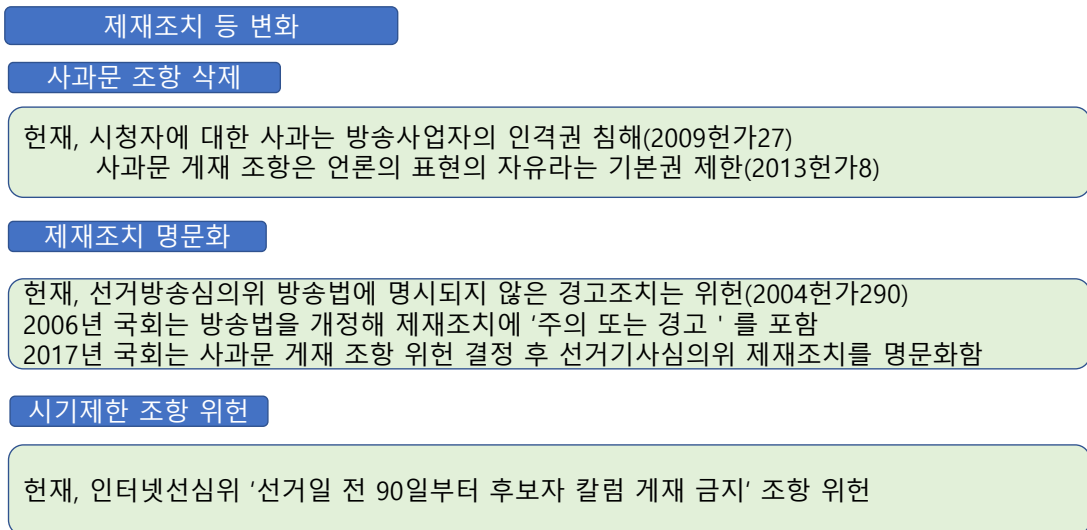 제재조치 등 변화
사과문 조항 삭제
헌재, 시청자에 대한 사과는 방송사업자의 인격권 침해(2009헌가27)
사과문 게재 조항은 언론의 표현의 자유라는 기본권 제한(2013헌가8)
제재조치 명문화
헌재, 선거방송심의위 방송법에 명시되지 않은 경고조치는 위헌(2004헌가290)
2006년 국회는 방송법을 개정해 제재조치에 ‘주의 또는 경고 ' 를 포함
2017년 국회는 사과문 게재 조항 위헌 결정 후 선거기사심의위 제재조치를 명문화함
시기제한 조항 위헌
헌재, 인터넷선심위 ‘선거일 전 90일부터 후보자 칼럼 게재 금지’ 조항 위헌